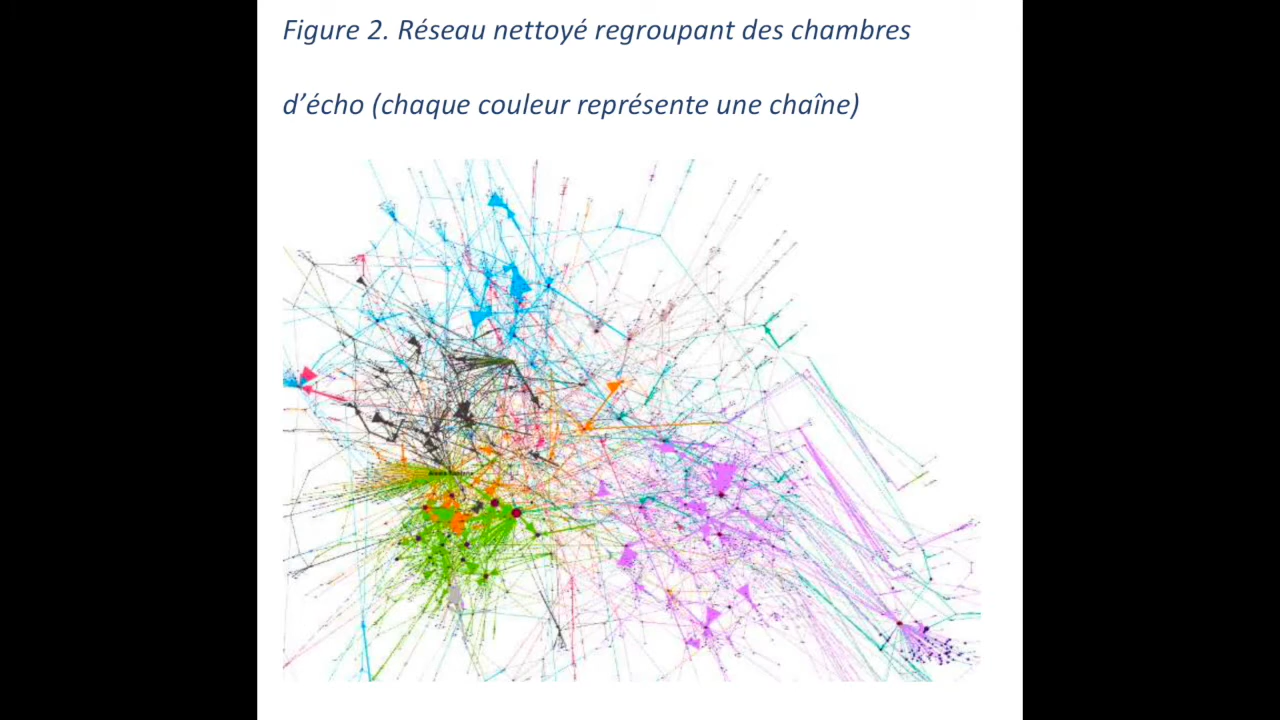 Figure 2. Réseau nettoyé regroupant des chambres
d’écho (chaque couleur représente une chaîne)